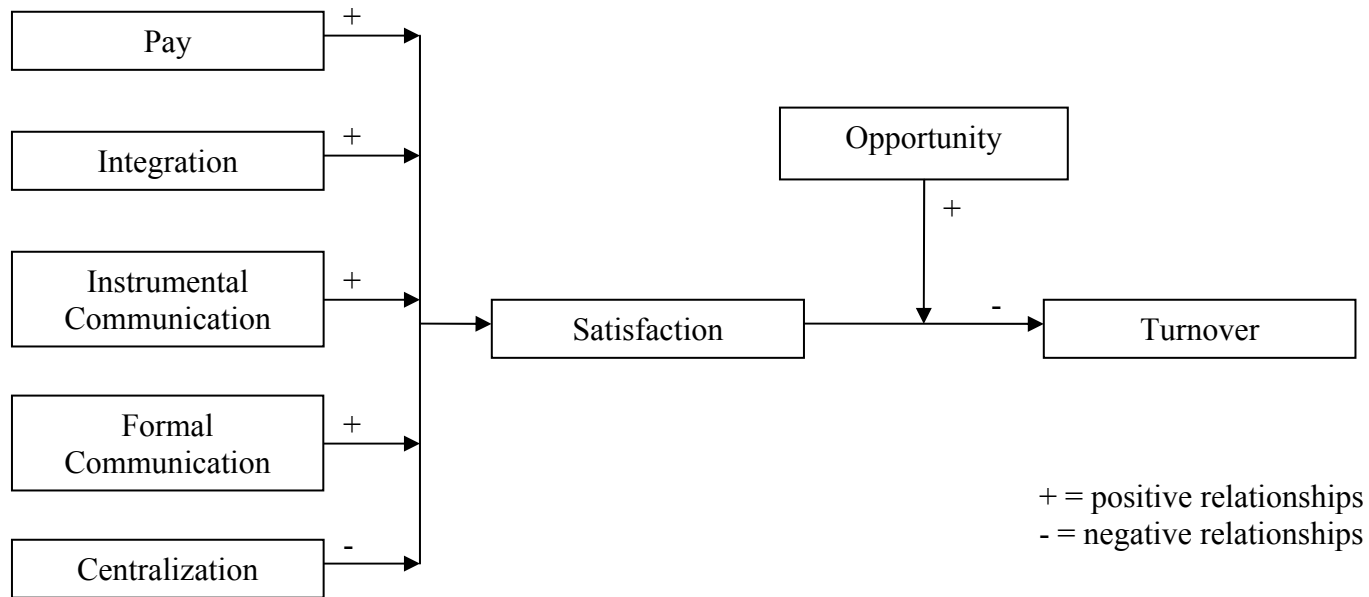 +
Pay
+
Integration
Opportunity
+
+
Instrumental
Communication
-
Satisfaction
Turnover
+
Formal
Communication
-
Centralization
+ = positive relationships
- = negative relationships